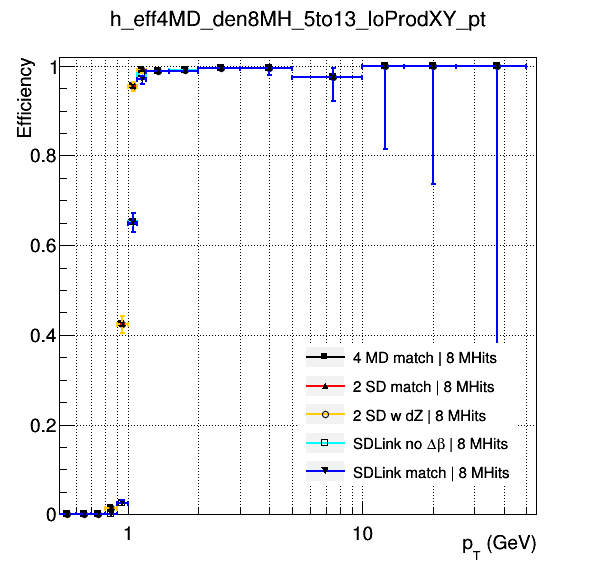 h_eff4MD_den8MH_5to13_loProdXY_pt
Efficiency
1
0.8
0.6
0.4
0.2
0
4 MD match | 8 MHits
2 SD match | 8 MHits
2 SD w dZ | 8 MHits
SDLink no Δβ | 8 MHits
SDLink match | 8 MHits
1 10
p_T (GeV)